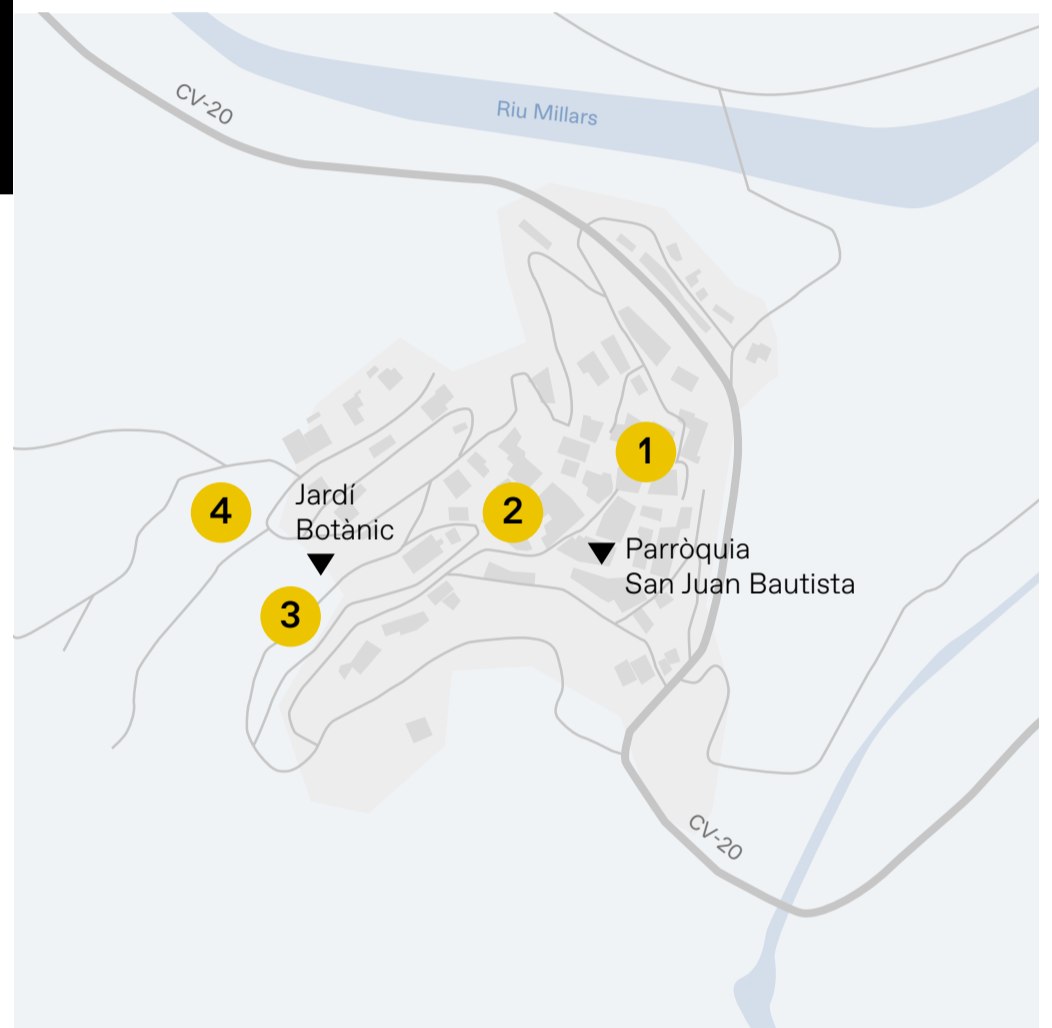 CV-20
Riu Millars
1
2
4
Jardí
Botànic
Parròquia
San Juan Bautista
3
CV-20